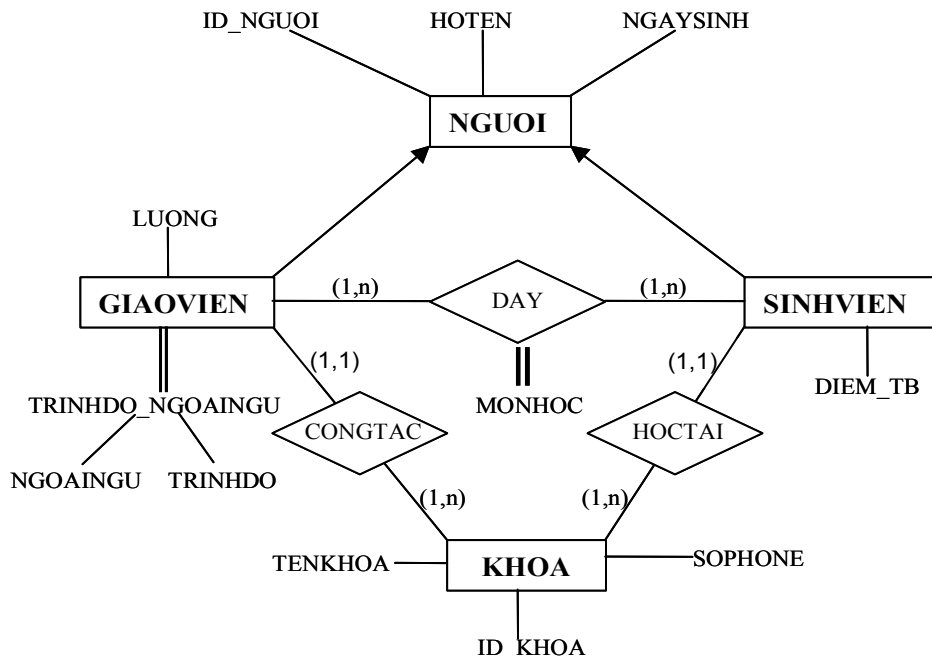 ID_NGUOI HOTEN NGAYSINH
NGUOI
LUONG
GIAOVIEN (1,n) DAY (1,n) SINHVIEN
(1,1) (1,1)
TRINHDO_NGOAINGU MONHOC DIEM_TB
CONGTAC HOCTAI
NGOAINGU TRINHDO
(1,n) (1,n)
TENKHOA KHOA SOPHONE
ID_KHOA